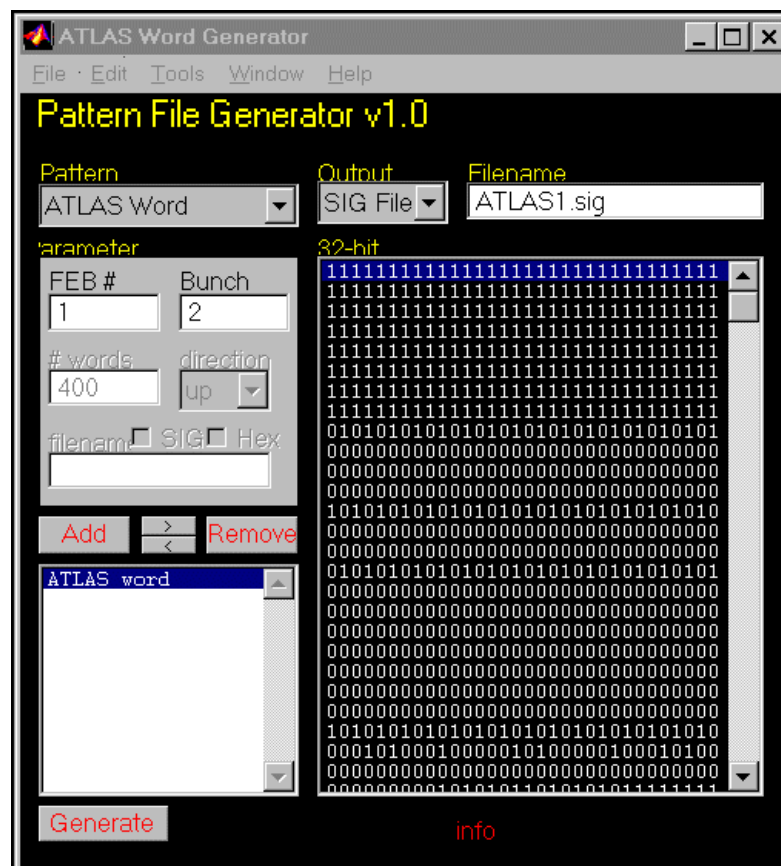 ATLAS Word Generator
File Edit Tools Window Help
Pattern File Generator v1.0
Pattern Output Filename
ATLAS Word SIG File ATLAS1.sig
arameter 32-bit
FEB # Bunch
1 2
# words direction
400 up
filename SIG Hex
Add > < Remove
ATLAS word
11111111111111111111111111111111
11111111111111111111111111111111
11111111111111111111111111111111
11111111111111111111111111111111
11111111111111111111111111111111
11111111111111111111111111111111
11111111111111111111111111111111
11111111111111111111111111111111
01010101010101010101010101010101
00000000000000000000000000000000
00000000000000000000000000000000
00000000000000000000000000000000
10101010101010101010101010101010
00000000000000000000000000000000
00000000000000000000000000000000
01010101010101010101010101010101
00000000000000000000000000000000
00000000000000000000000000000000
00000000000000000000000000000000
00000000000000000000000000000000
00000000000000000000000000000000
00000000000000000000000000000000
00000000000000000000000000000000
10101010101010101010101010101010
00010100010000010100000100010100
00000000000000000000000000000000
Generate
info